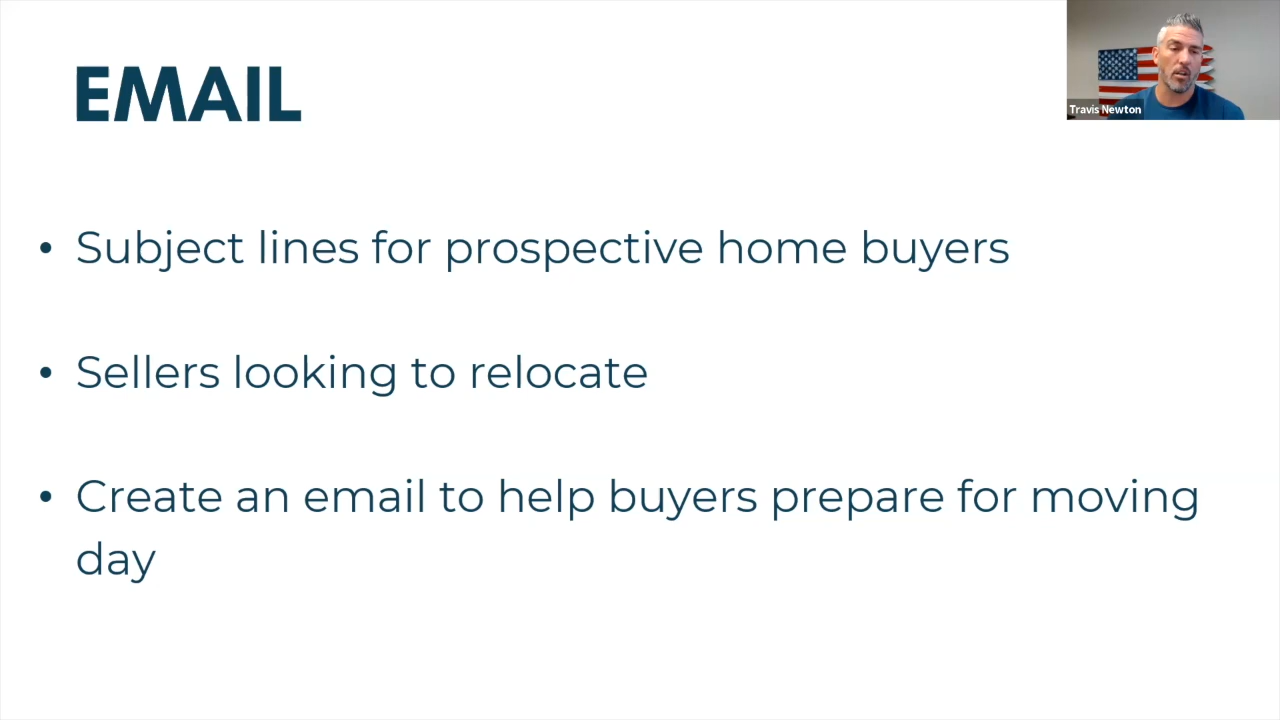 EMAIL
Travis Newton
• Subject lines for prospective home buyers
• Sellers looking to relocate
• Create an email to help buyers prepare for moving
day